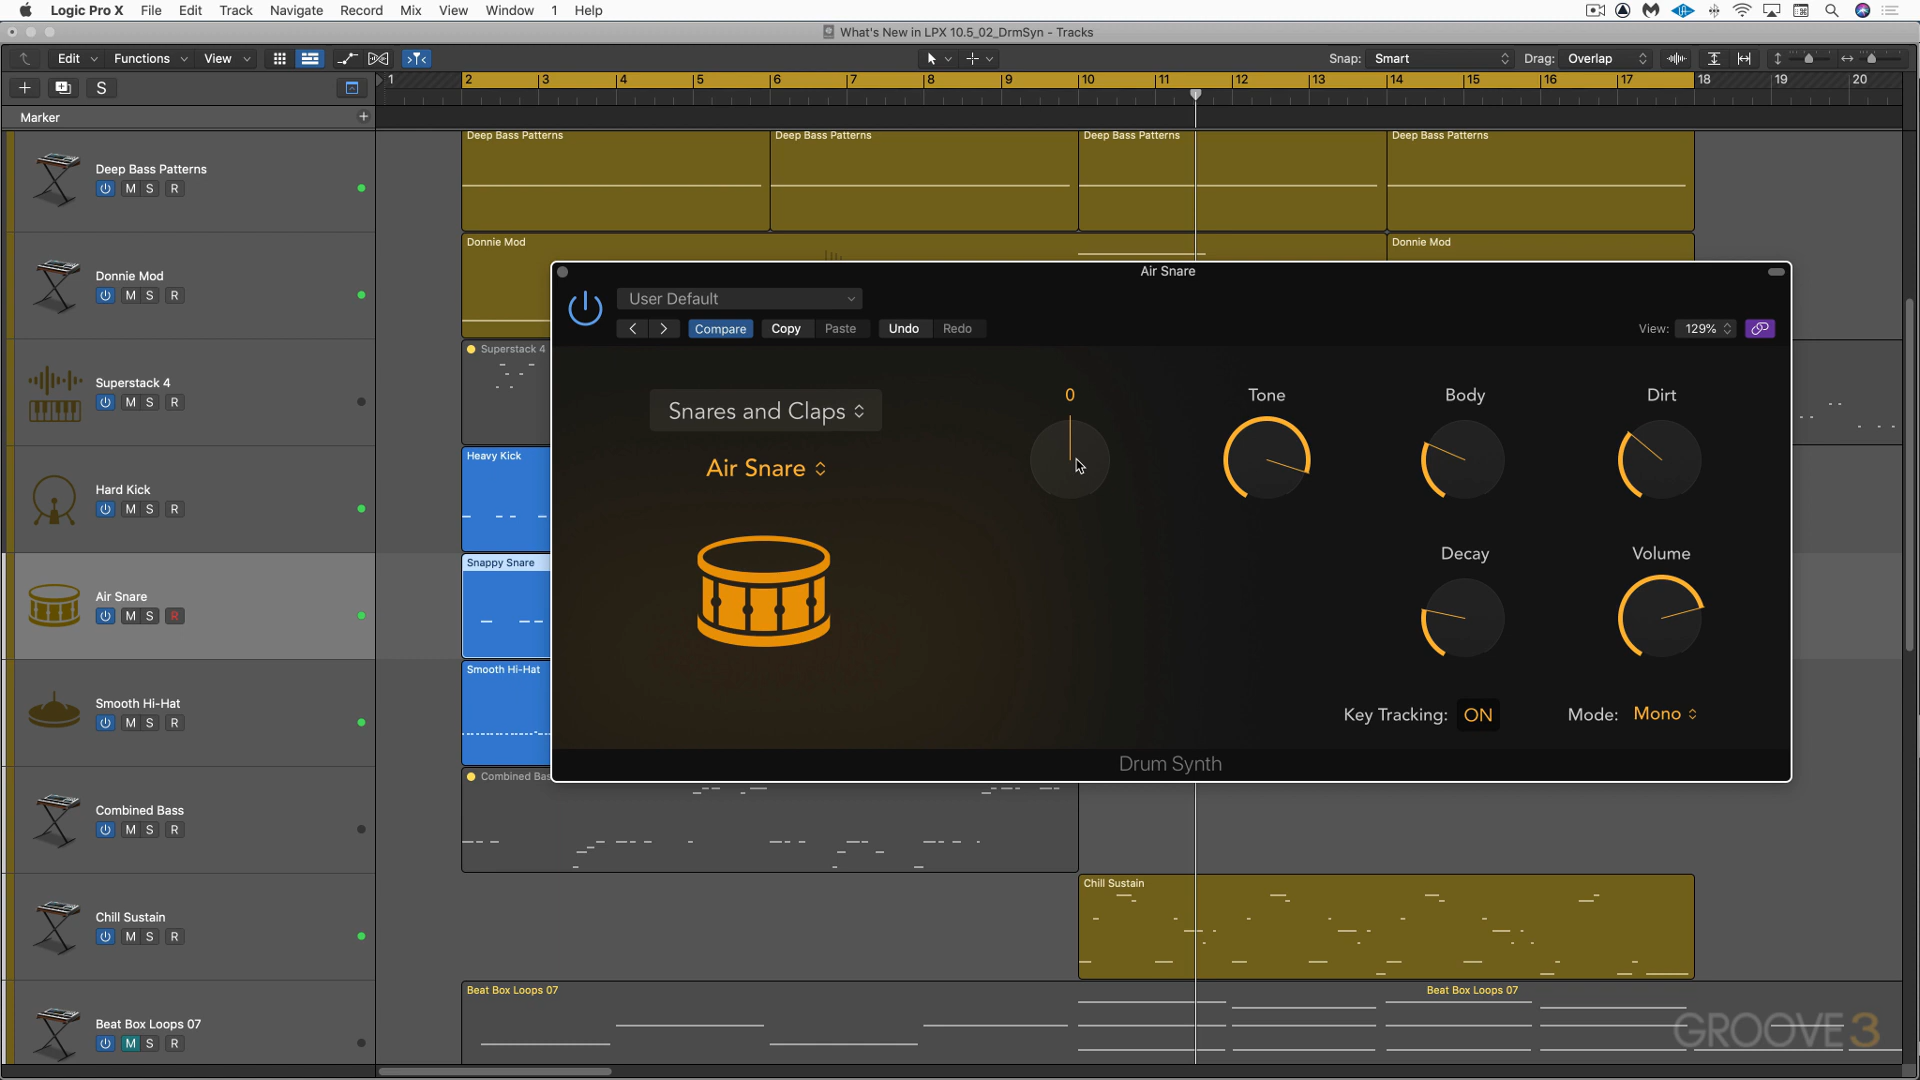 Logic Pro X File Edit Track Navigate Record Mix View Window 1 Help
What's New in LPX 10.5_02_DrmSyn - Tracks
Edit Functions View Snap: Smart Drag: Overlap
S
1 2 3 4 5 6 7 8 9 10 11 12 13 14 15 16 17 18 19 20
Marker
Deep Bass Patterns Deep Bass Patterns Deep Bass Patterns Deep Bass Patterns
Deep Bass Patterns
M S R
Donnie Mod Donnie Mod
Donnie Mod
M S R
Air Snare
User Default
Compare Copy Paste Undo Redo View: 129%
Superstack 4
Superstack 4
M S R
0 Tone Body Dirt
Snares and Claps
Air Snare
Heavy Kick
Hard Kick
M S R
Decay Volume
Snappy Snare
Air Snare
M S R
Smooth Hi-Hat
Smooth Hi-Hat
M S R
Key Tracking: ON Mode: Mono
Drum Synth
Combined Bas
Combined Bass
M S R
Chill Sustain
Chill Sustain
M S R
Beat Box Loops 07 Beat Box Loops 07
Beat Box Loops 07
M S R
GROOVE3